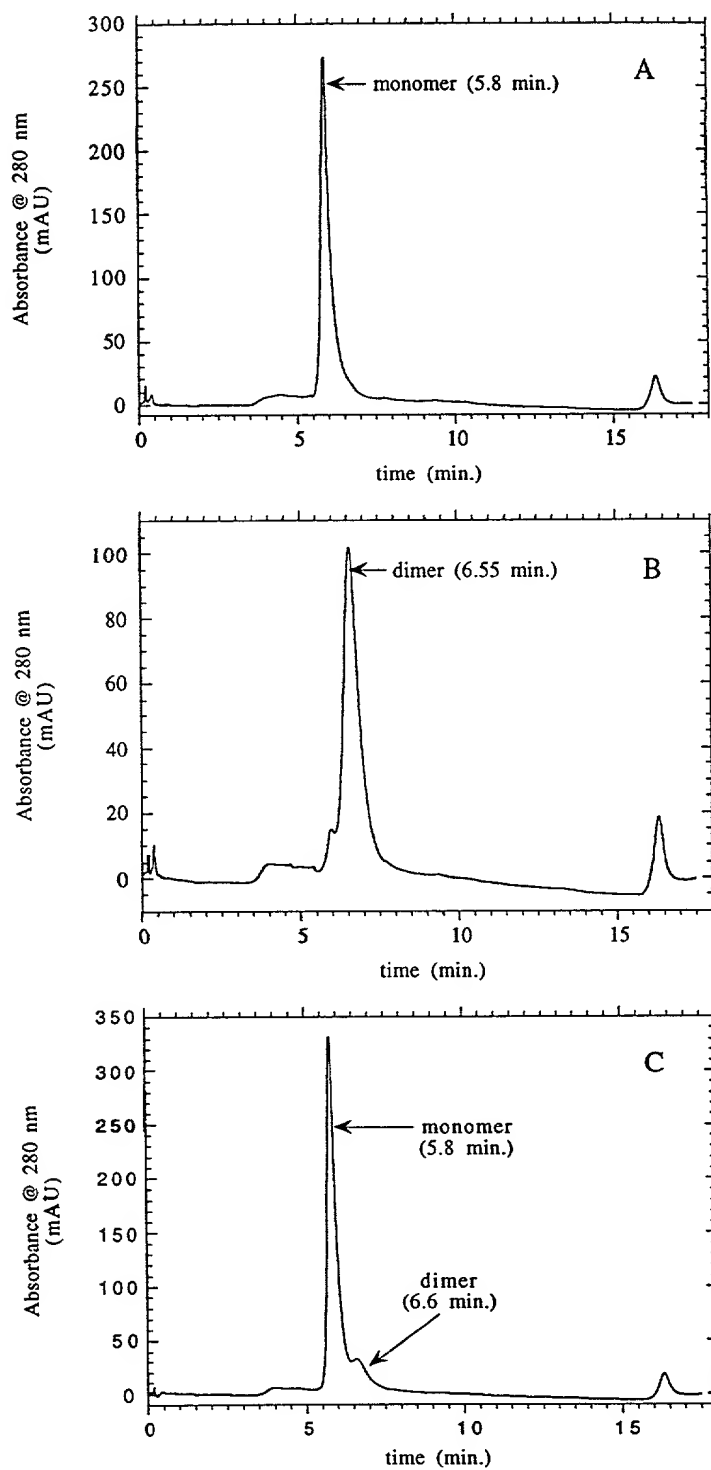 A
Absorbance @ 280 nm
(mAU)
300
250
200
150
100
50
0
monomer (5.8 min.)
0 5 10 15
time (min.)
B
Absorbance @ 280 nm
(mAU)
100
80
60
40
20
0
dimer (6.55 min.)
0 5 10 15
time (min.)
C
Absorbance @ 280 nm
(mAU)
350
300
250
200
150
100
50
0
monomer
(5.8 min.)
dimer
(6.6 min.)
0 5 10 15
time (min.)